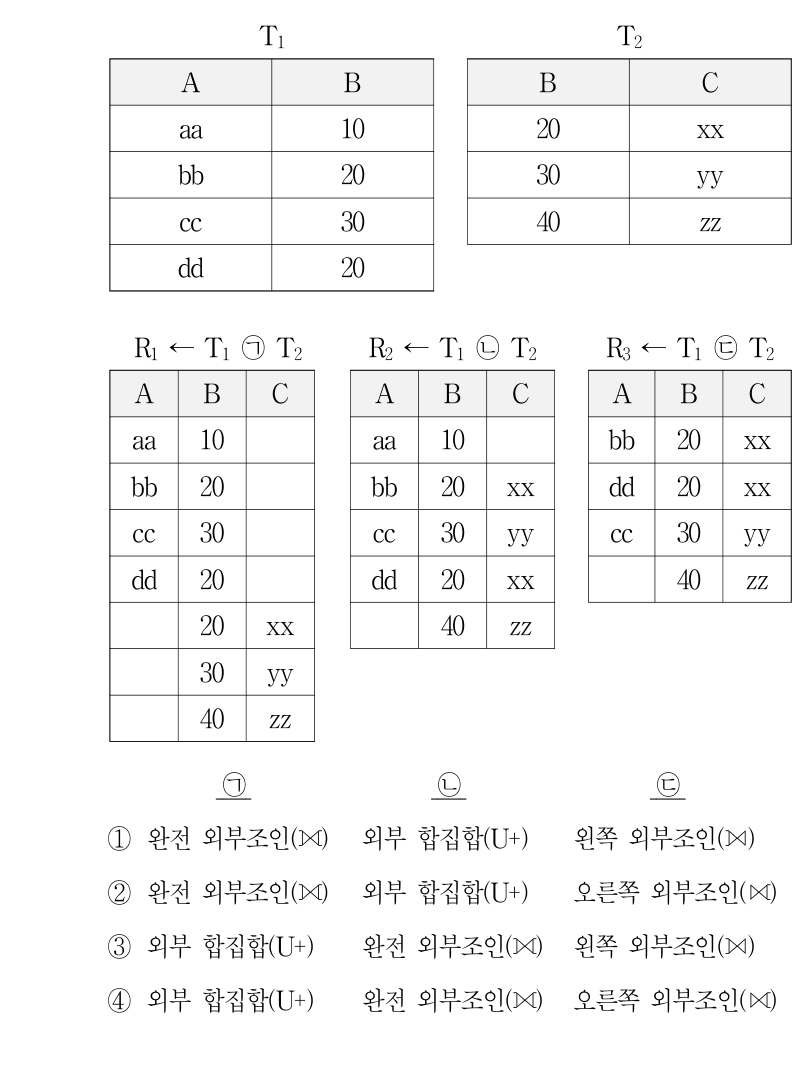 T₁ T₂
A B B C
aa 10 20 xx
bb 20 30 yy
cc 30 40 zz
dd 20
R₁ ← T₁ ㉠ T₂ R₂ ← T₁ ㉡ T₂ R₃ ← T₁ ㉢ T₂
A B C A B C A B C
aa 10 aa 10 bb 20 xx
bb 20 bb 20 xx dd 20 xx
cc 30 cc 30 yy cc 30 yy
dd 20 dd 20 xx 40 zz
20 xx 40 zz
30 yy
40 zz
㉠ ㉡ ㉢
① 완전 외부조인(⟗) 외부 합집합(U+) 왼쪽 외부조인(⟕)
② 완전 외부조인(⟗) 외부 합집합(U+) 오른쪽 외부조인(⟖)
③ 외부 합집합(U+) 완전 외부조인(⟗) 왼쪽 외부조인(⟕)
④ 외부 합집합(U+) 완전 외부조인(⟗) 오른쪽 외부조인(⟖)